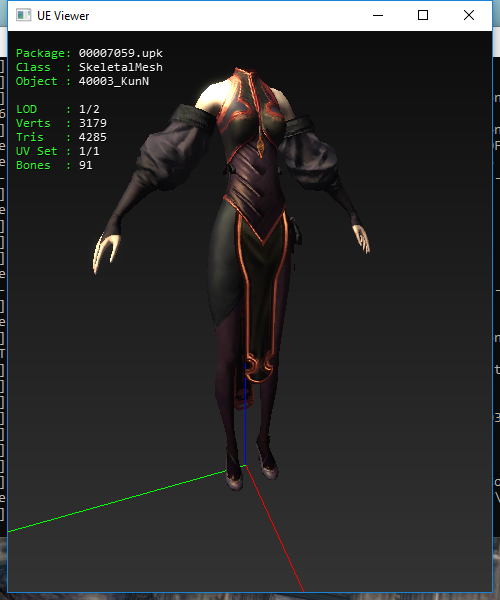 UE Viewer
Package: 00007059.upk
Class  : SkeletalMesh
Object : 40003_KunN
LOD    : 1/2
Verts  : 3179
Tris   : 4285
UV Set : 1/1
Bones  : 91